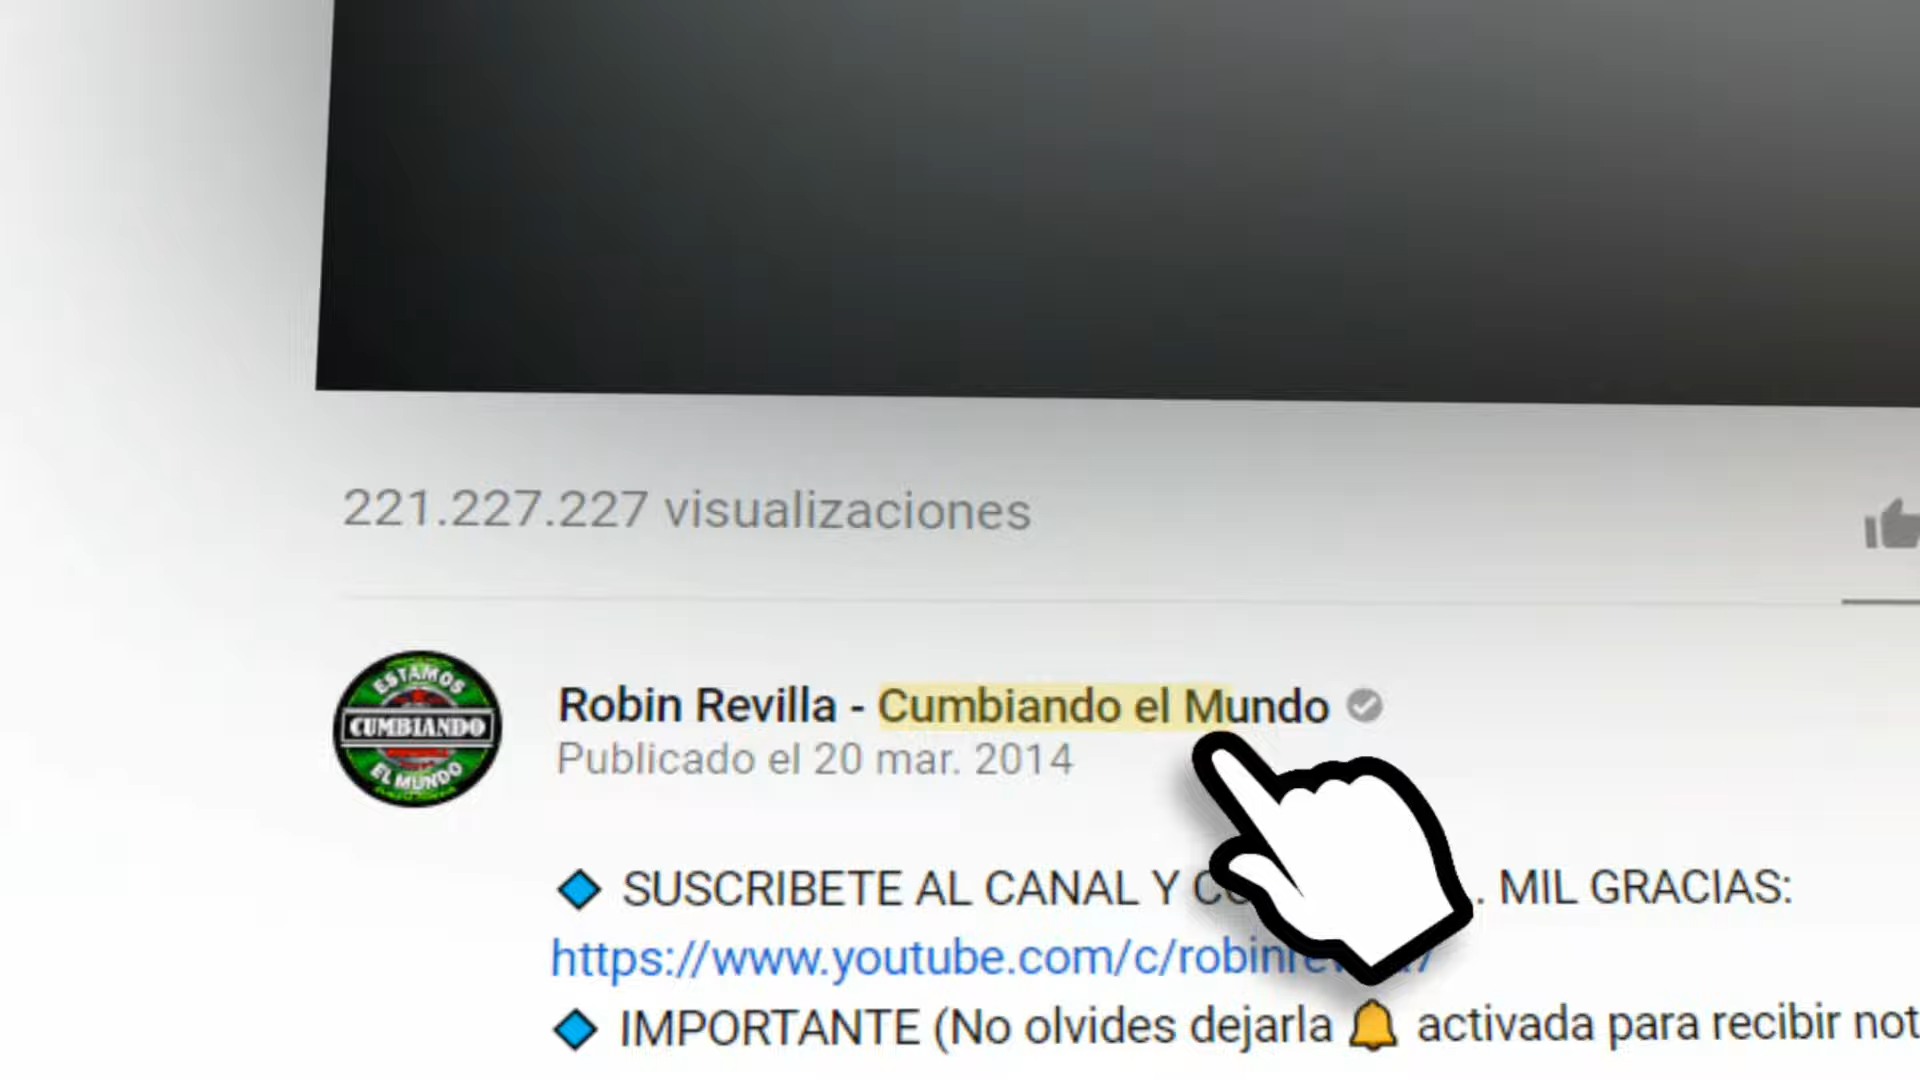 221.227.227 visualizaciones
ESTAMOS
CUMBIANDO
EL MUNDO
Robin Revilla - Cumbiando el Mundo
Publicado el 20 mar. 2014
SUSCRIBETE AL CANAL Y . MIL GRACIAS:
https://www.youtube.com/c/robinrevilla/
IMPORTANTE (No olvides dejarla 🔔 activada para recibir not